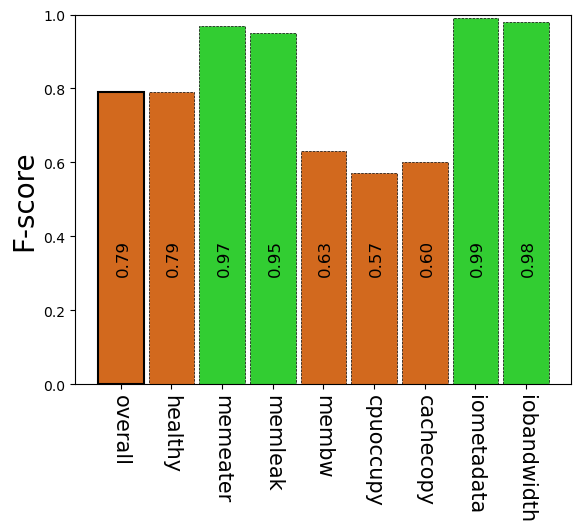 F-score
1.0
0.8
0.6
0.4
0.2
0.0
0.79
0.79
0.97
0.95
0.63
0.57
0.60
0.99
0.98
overall
healthy
memeater
memleak
membw
cpuoccupy
cachecopy
iometadata
iobandwidth